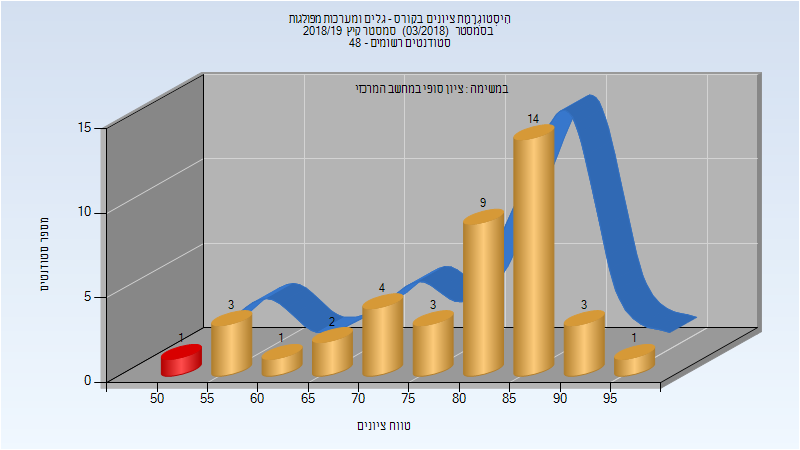 היסטוגרמת ציונים בקורס - גלים ומערכות מפולגות
בסמסטר (03/2018) סמסטר קיץ 2018/19
סטודנטים רשומים - 48
במשימה : ציון סופי במחשב המרכזי
מספר סטודנטים
15
10
5
0
1
3
1
2
4
3
9
14
3
1
50 55 60 65 70 75 80 85 90 95
טווח ציונים